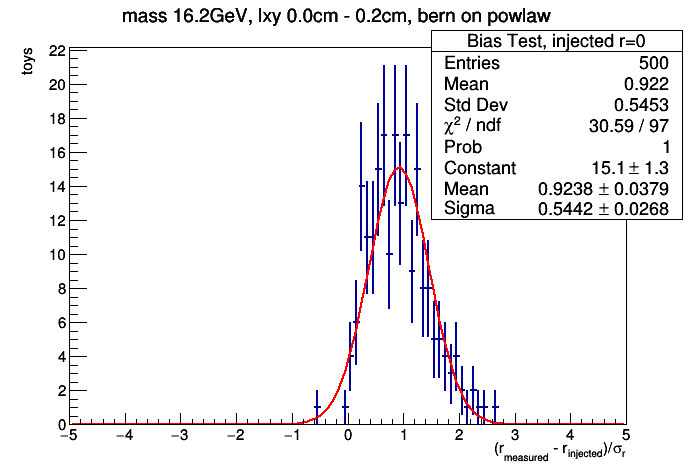 mass 16.2GeV, lxy 0.0cm - 0.2cm, bern on powlaw
Bias Test, injected r=0
Entries 500
Mean 0.922
Std Dev 0.5453
χ² / ndf 30.59 / 97
Prob 1
Constant 15.1 ± 1.3
Mean 0.9238 ± 0.0379
Sigma 0.5442 ± 0.0268
toys
22
20
18
16
14
12
10
8
6
4
2
0
−5 −4 −3 −2 −1 0 1 2 3 4 5
(r_measured - r_injected)/σ_r